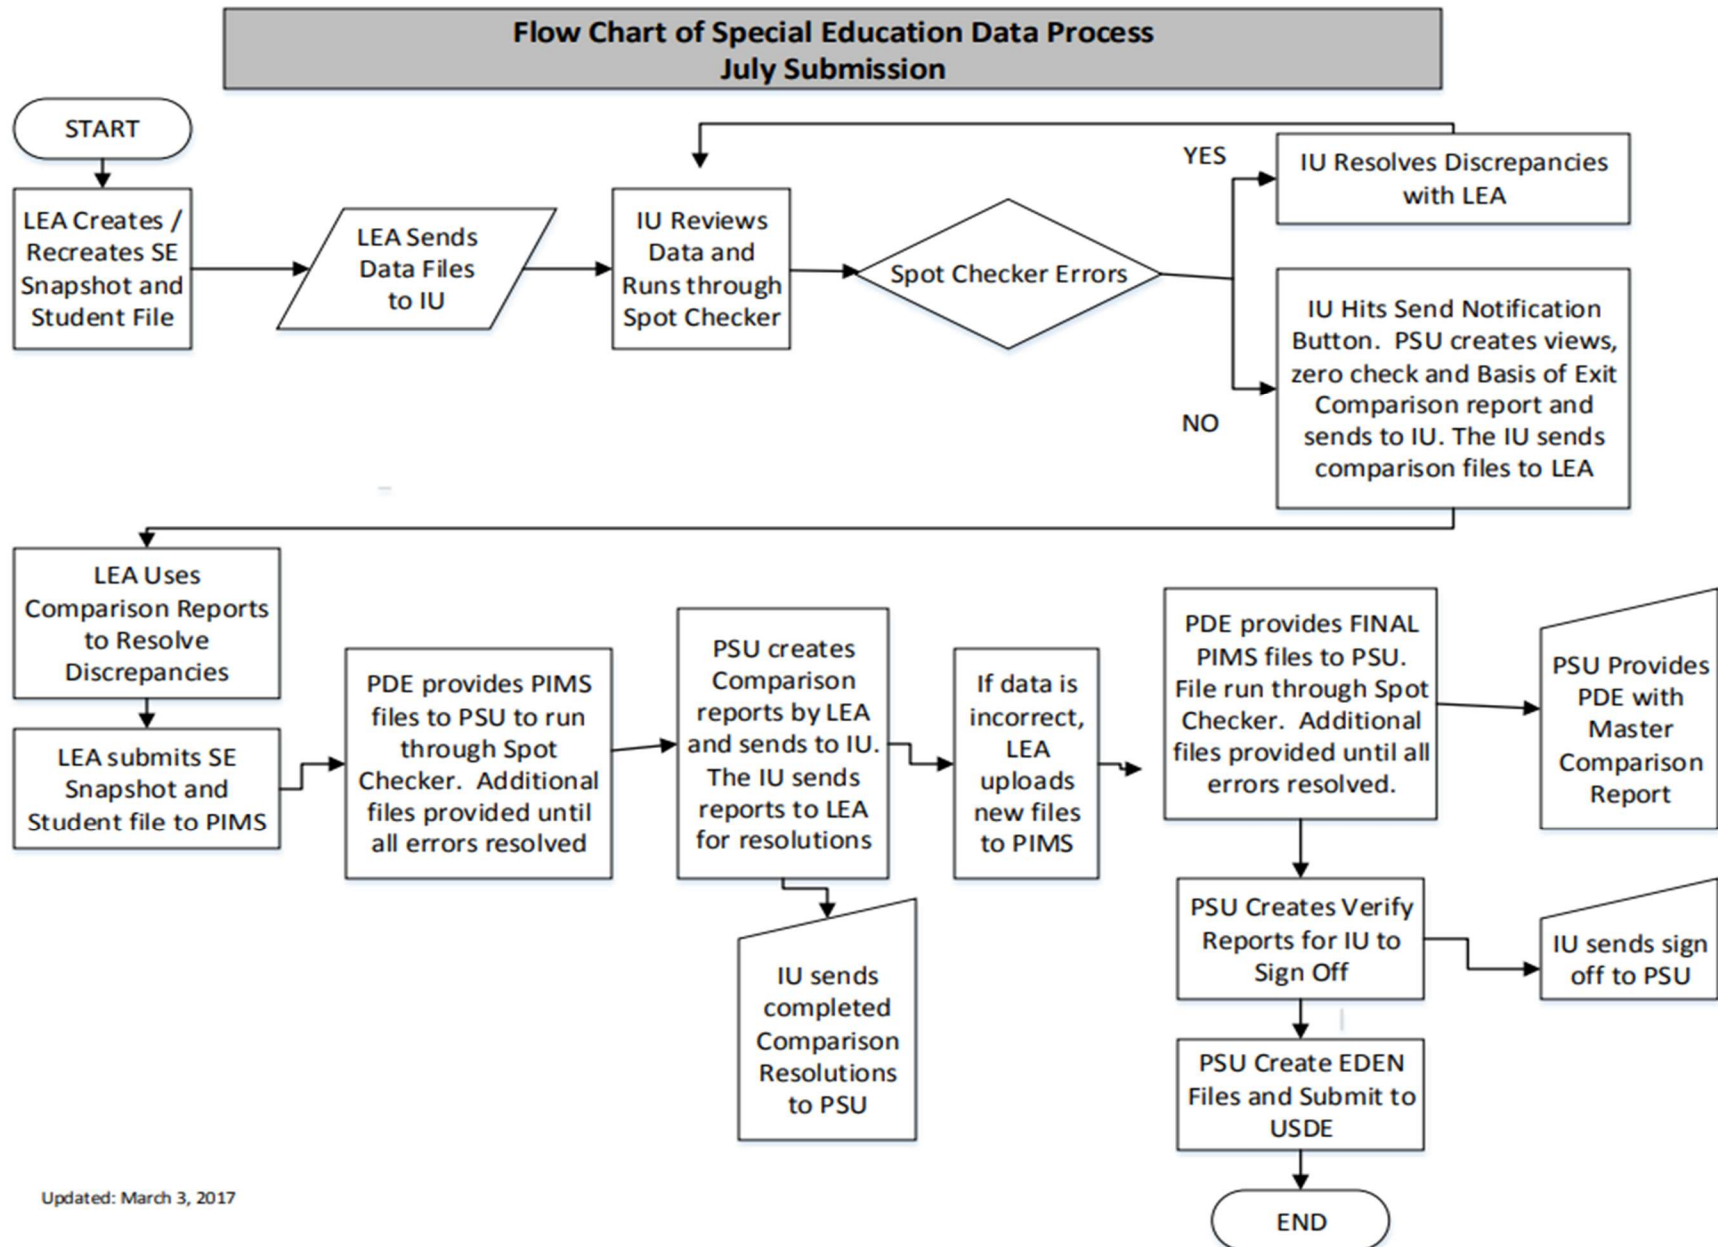 Flow Chart of Special Education Data Process
July Submission
START
LEA Creates /
Recreates SE
Snapshot and
Student File
LEA Sends
Data Files
to IU
IU Reviews
Data and
Runs through
Spot Checker
Spot Checker Errors
YES
IU Resolves Discrepancies
with LEA
NO
IU Hits Send Notification
Button. PSU creates views,
zero check and Basis of Exit
Comparison report and
sends to IU. The IU sends
comparison files to LEA
LEA Uses
Comparison Reports
to Resolve
Discrepancies
LEA submits SE
Snapshot and
Student file to PIMS
PDE provides PIMS
files to PSU to run
through Spot
Checker. Additional
files provided until
all errors resolved
PSU creates
Comparison
reports by LEA
and sends to IU.
The IU sends
reports to LEA
for resolutions
IU sends
completed
Comparison
Resolutions
to PSU
If data is
incorrect,
LEA
uploads
new files
to PIMS
PDE provides FINAL
PIMS files to PSU.
File run through Spot
Checker. Additional
files provided until all
errors resolved.
PSU Provides
PDE with
Master
Comparison
Report
PSU Creates Verify
Reports for IU to
Sign Off
IU sends sign
off to PSU
PSU Create EDEN
Files and Submit to
USDE
END
Updated: March 3, 2017